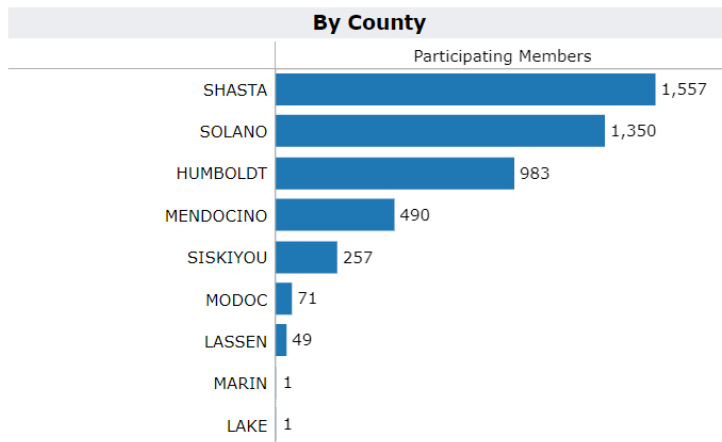 By County
Participating Members
SHASTA 1,557
SOLANO 1,350
HUMBOLDT 983
MENDOCINO 490
SISKIYOU 257
MODOC 71
LASSEN 49
MARIN 1
LAKE 1